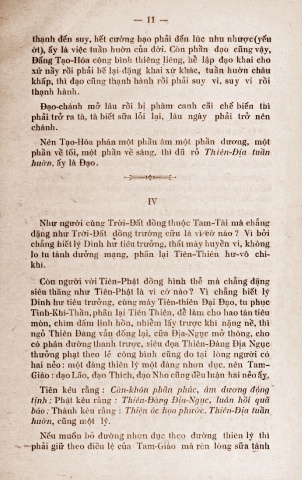 — 11 —
thạnh đến suy, hết cường bạo phải đến lúc nhu nhược(yếu
ớt), ấy là việc tuần huờn của đời. Còn phần đạo cũng vậy,
Đấng Tạo-Hóa công bình thiêng liêng, hễ lập đạo khai cho
xứ nầy rồi phải bế lại đặng khai xứ khác, tuần huờn châu
khắp, thì đạo cũng thạnh hành rồi phải suy vi, suy vi rồi
thạnh hành.
Đạo-chánh mở lâu rồi bị phàm canh cải chế biến thì
phải trở ra tà, tà biết sửa lỗi lại, lâu ngày phải trở nên
chánh.
Nên Tạo-Hóa phân một phần âm một phần dương, một
phần về tối, một phần về sáng, thì đủ rõ Thiên-Địa tuần
huờn, ấy là Đạo.
IV
Như người cùng Trời-Đất đồng thuộc Tam-Tài mà chẳng
đặng như Trời-Đất đồng trường cửu là vì cớ nào ? Vì bởi
chẳng biết lý Dinh hư tiêu trưởng, thất máy huyền vi, không
lo tu tánh dưỡng mạng, phản lại Tiên-Thiên hư-vô chi-
khí.
Còn người với Tiên-Phật đồng hình thể mà chẳng đặng
siêu thăng như Tiên-Phật là vì cớ nào ? Vì chẳng biết lý
Dinh hư tiêu trưởng, cùng máy Tiên-thiên Đại Đạo, tu phục
Tinh-Khí-Thần, phản lại Tiên Thiên, để làm cho hao tán tiêu
mòn, chìm đắm linh hồn, nhiễm lấy trược khí nặng nề, thì
ngõ Thiên Đàng vẫn đóng lại, cửa Địa-Ngục mở thông, cho
có phân đường thanh trược, siêu đọa Thiên-Đàng Địa Ngục
thưởng phạt theo lẽ công bình cũng do tại lòng người có
hai nẻo: một đàng thiên lý một đàng nhơn dục, nên Tam-
Giáo : đạo Lão, đạo Thích, đạo Nho cũng đều luận hai nẻo ấy.
Tiên kêu rằng : Càn-khôn phản phúc, âm dương động
tịnh : Phật kêu rằng : Thiên-Đàng Địa-Ngục, luân hồi quả
báo : Thánh kêu rằng : Thiện ác họa phước, Thiên-Địa tuần
huờn, cũng một lý.
Nếu muốn bỏ đường nhơn dục theo đường thiên lý thì
phải giữ theo điều lệ của Tam-Giáo mà rèn lòng sửa tánh